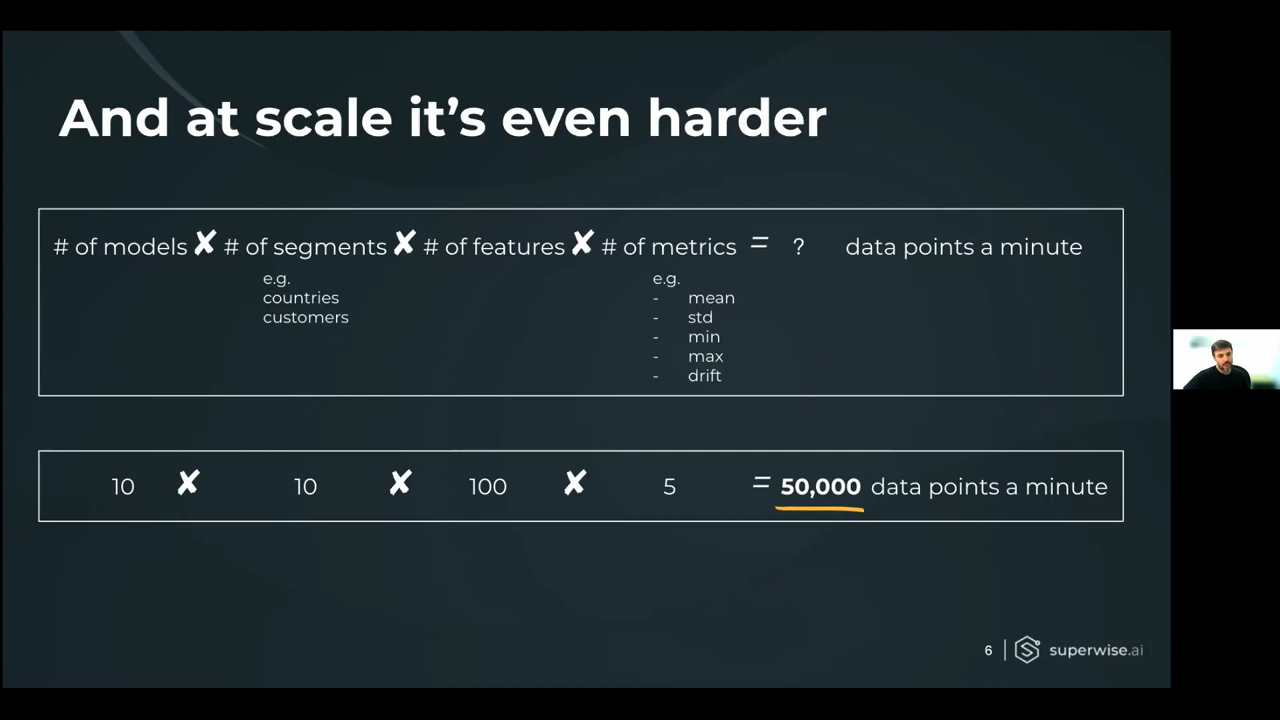 And at scale it's even harder
# of models ✘ # of segments ✘ # of features ✘ # of metrics = ? data points a minute
e.g.
countries
customers
e.g.
- mean
- std
- min
- max
- drift
10 ✘ 10 ✘ 100 ✘ 5 = 50,000 data points a minute
6 | superwise.ai